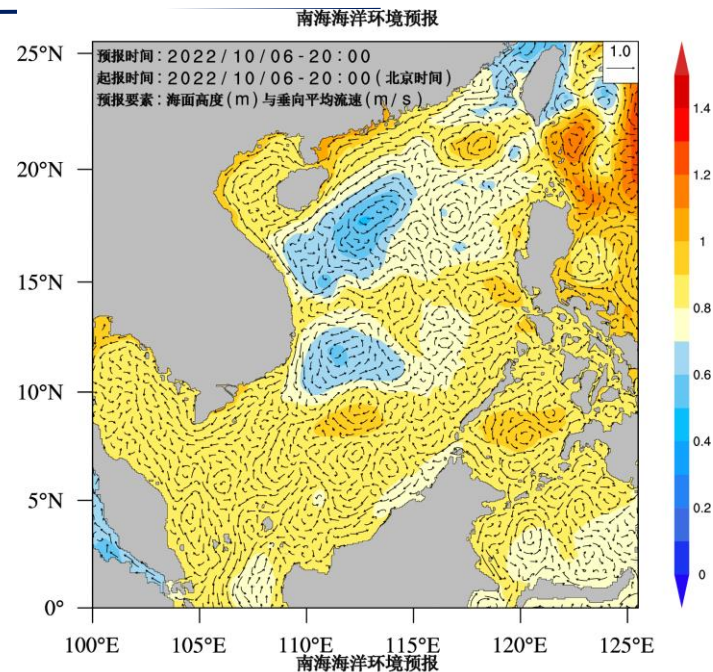 南海海洋环境预报
预报时间：2022/10/06-20:00
起报时间：2022/10/06-20:00(北京时间)
预报要素：海面高度(m)与垂向平均流速(m/s)
1.0
25°N
20°N
15°N
10°N
5°N
0°
100°E
105°E
110°E
115°E
120°E
125°E
1.4
1.2
1
0.8
0.6
0.4
0.2
0
南海海洋环境预报